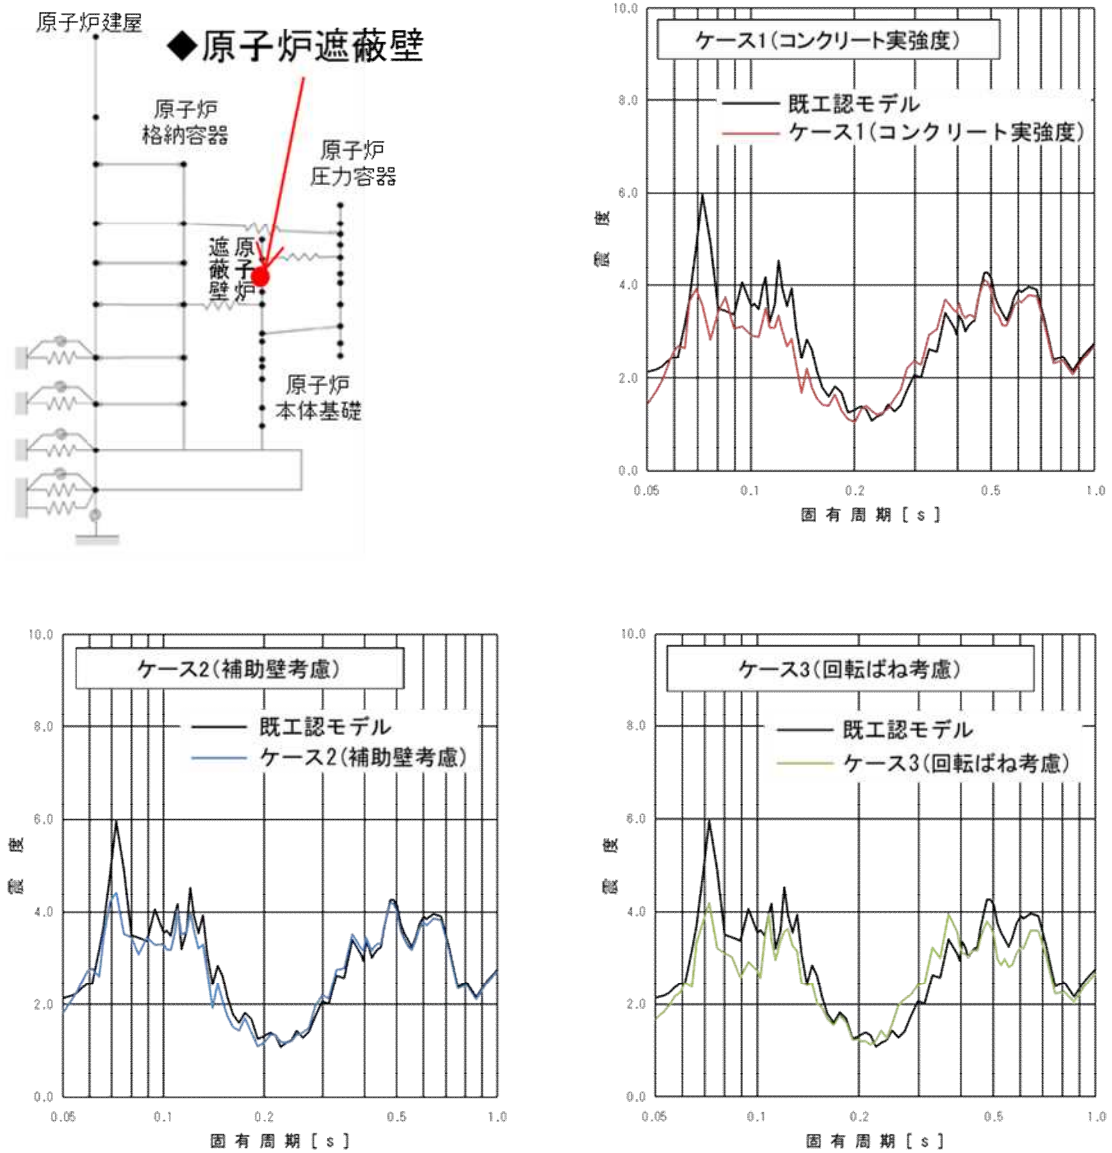 原子炉建屋
◆原子炉遮蔽壁
原子炉
格納容器
原子炉
圧力容器
原子炉
遮蔽壁
原子炉
本体基礎
ケース1(コンクリート実強度)
既工認モデル
ケース1(コンクリート実強度)
10.0
8.0
6.0
4.0
2.0
0.0
震度
0.05
0.1
0.2
0.5
1.0
固有周期[s]
ケース2(補助壁考慮)
既工認モデル
ケース2(補助壁考慮)
10.0
8.0
6.0
4.0
2.0
0.0
震度
0.05
0.1
0.2
0.5
1.0
固有周期[s]
ケース3(回転ばね考慮)
既工認モデル
ケース3(回転ばね考慮)
10.0
8.0
6.0
4.0
2.0
0.0
震度
0.05
0.1
0.2
0.5
1.0
固有周期[s]